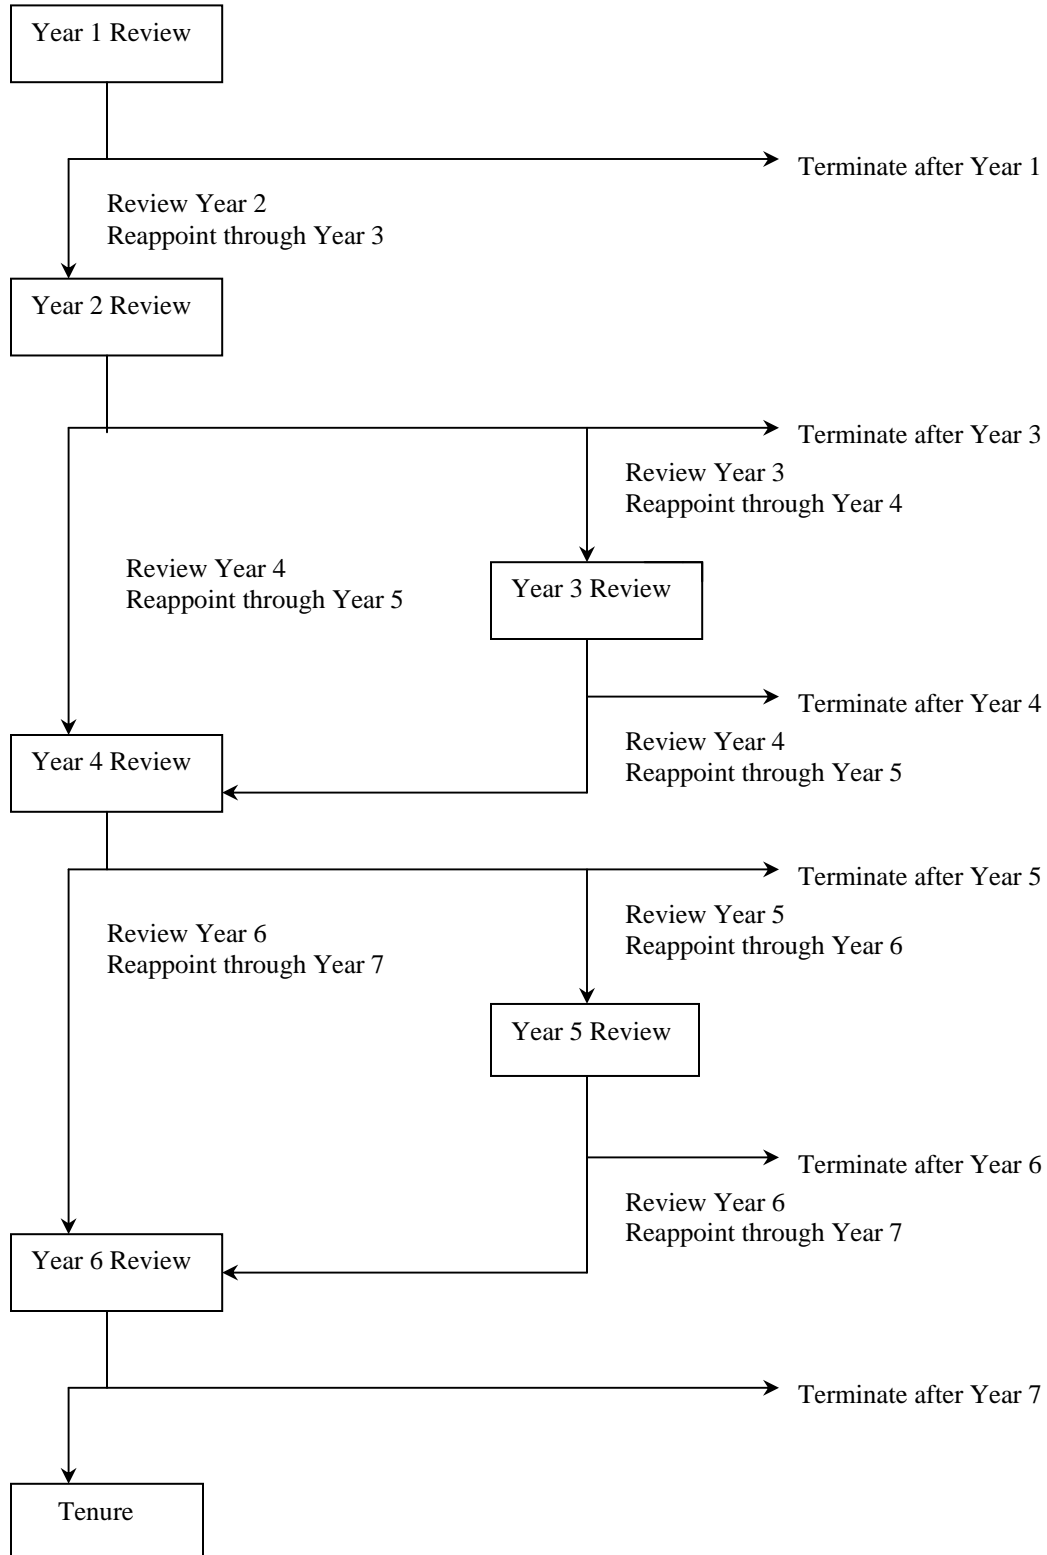 Year 1 Review
Terminate after Year 1
Review Year 2
Reappoint through Year 3
Year 2 Review
Terminate after Year 3
Review Year 3
Reappoint through Year 4
Review Year 4
Reappoint through Year 5
Year 3 Review
Terminate after Year 4
Review Year 4
Reappoint through Year 5
Year 4 Review
Terminate after Year 5
Review Year 5
Reappoint through Year 6
Review Year 6
Reappoint through Year 7
Year 5 Review
Terminate after Year 6
Review Year 6
Reappoint through Year 7
Year 6 Review
Terminate after Year 7
Tenure